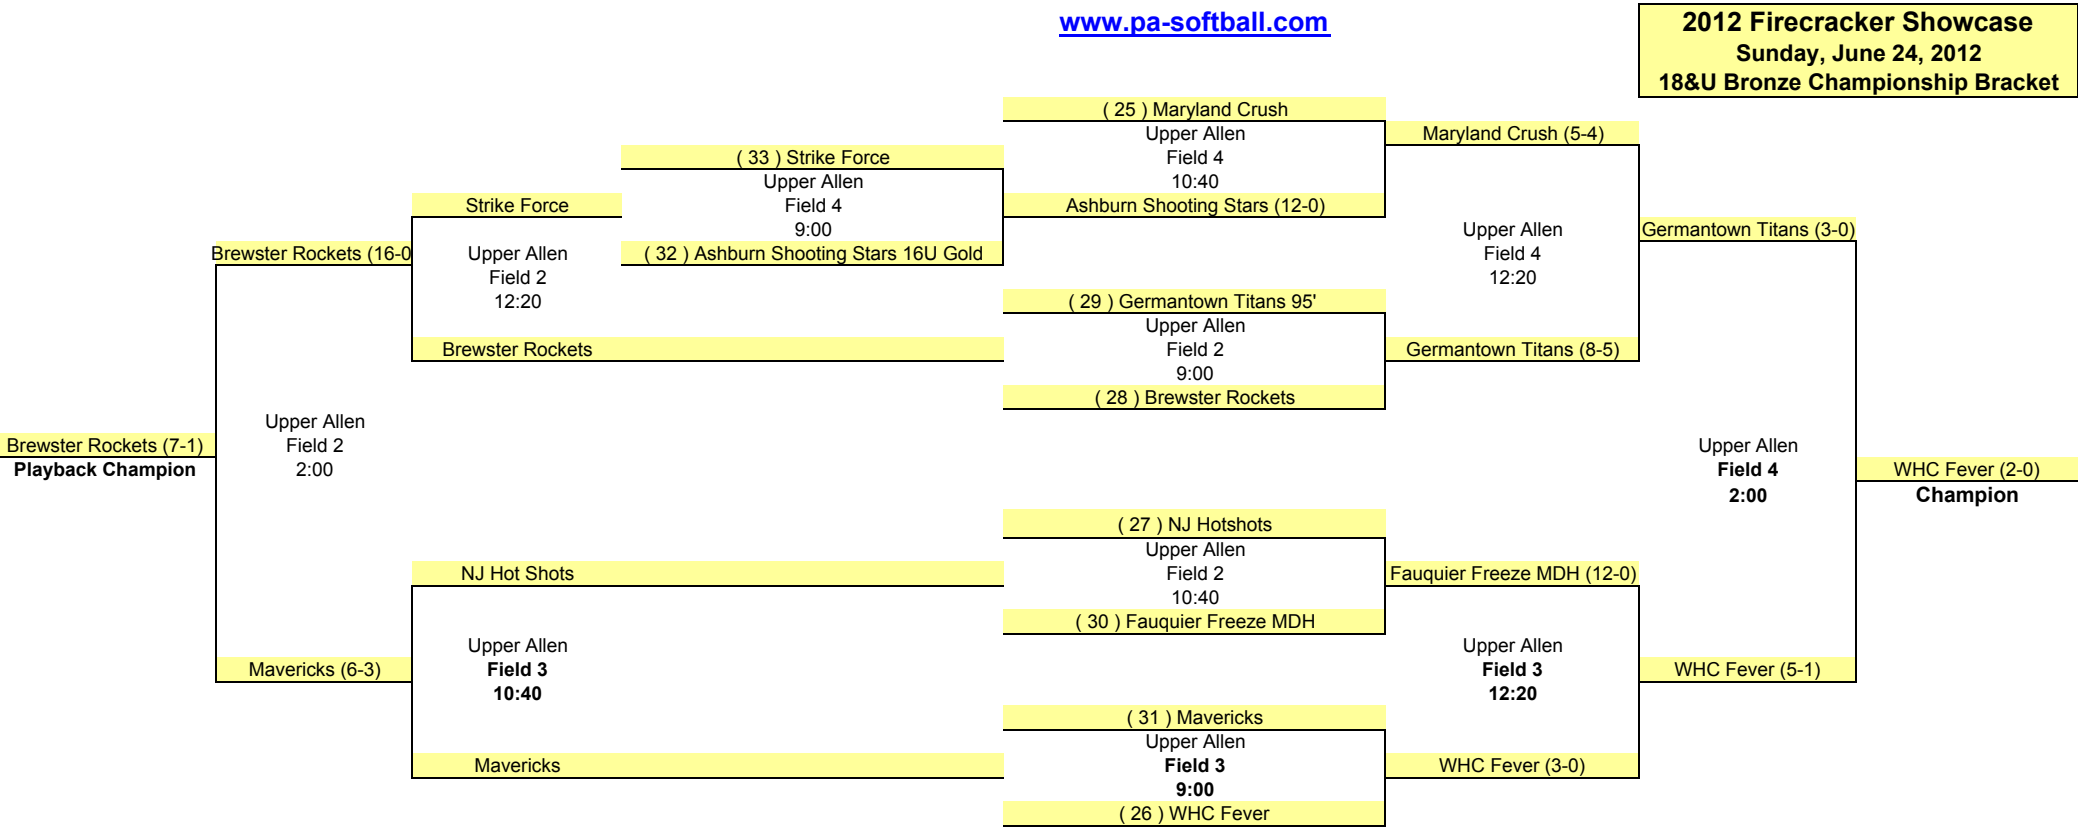 www.pa-softball.com
2012 Firecracker Showcase
Sunday, June 24, 2012
18&U Bronze Championship Bracket
( 25 ) Maryland Crush
Upper Allen
Field 4
10:40
Ashburn Shooting Stars (12-0)
Maryland Crush (5-4)
( 33 ) Strike Force
Upper Allen
Field 4
9:00
( 32 ) Ashburn Shooting Stars 16U Gold
Strike Force
Upper Allen
Field 2
12:20
Brewster Rockets
Brewster Rockets (16-0
Upper Allen
Field 4
12:20
Germantown Titans (3-0)
( 29 ) Germantown Titans 95'
Upper Allen
Field 2
9:00
( 28 ) Brewster Rockets
Germantown Titans (8-5)
Upper Allen
Field 2
2:00
Brewster Rockets (7-1)
Playback Champion
Upper Allen
Field 4
2:00
WHC Fever (2-0)
Champion
( 27 ) NJ Hotshots
Upper Allen
Field 2
10:40
( 30 ) Fauquier Freeze MDH
NJ Hot Shots
Fauquier Freeze MDH (12-0)
Upper Allen
Field 3
10:40
Mavericks (6-3)
Upper Allen
Field 3
12:20
WHC Fever (5-1)
( 31 ) Mavericks
Upper Allen
Field 3
9:00
( 26 ) WHC Fever
Mavericks
WHC Fever (3-0)